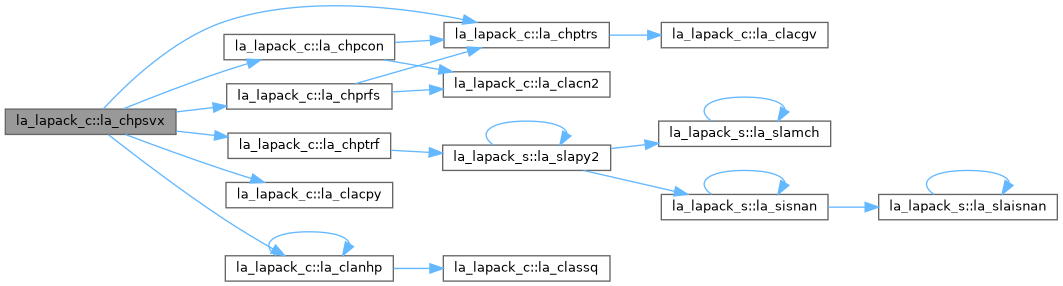 la_lapack_c::la_chpsvx
la_lapack_c::la_chpcon
la_lapack_c::la_chptrs
la_lapack_c::la_clacgv
la_lapack_c::la_chprfs
la_lapack_c::la_clacn2
la_lapack_c::la_chptrf
la_lapack_s::la_slapy2
la_lapack_s::la_slamch
la_lapack_s::la_sisnan
la_lapack_s::la_slaisnan
la_lapack_c::la_clacpy
la_lapack_c::la_clanhp
la_lapack_c::la_classq